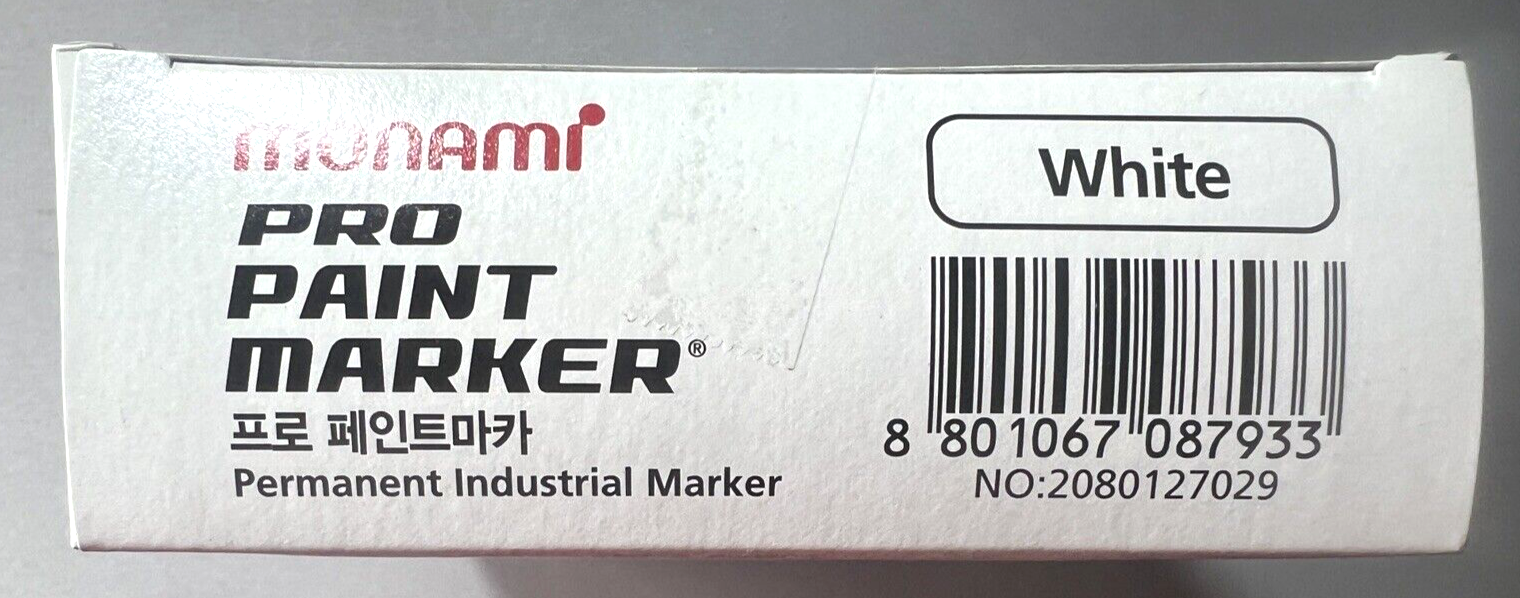 monami
PRO
PAINT
MARKER®
프로 페인트마카
Permanent Industrial Marker
White
8 801067 087933
NO:2080127029